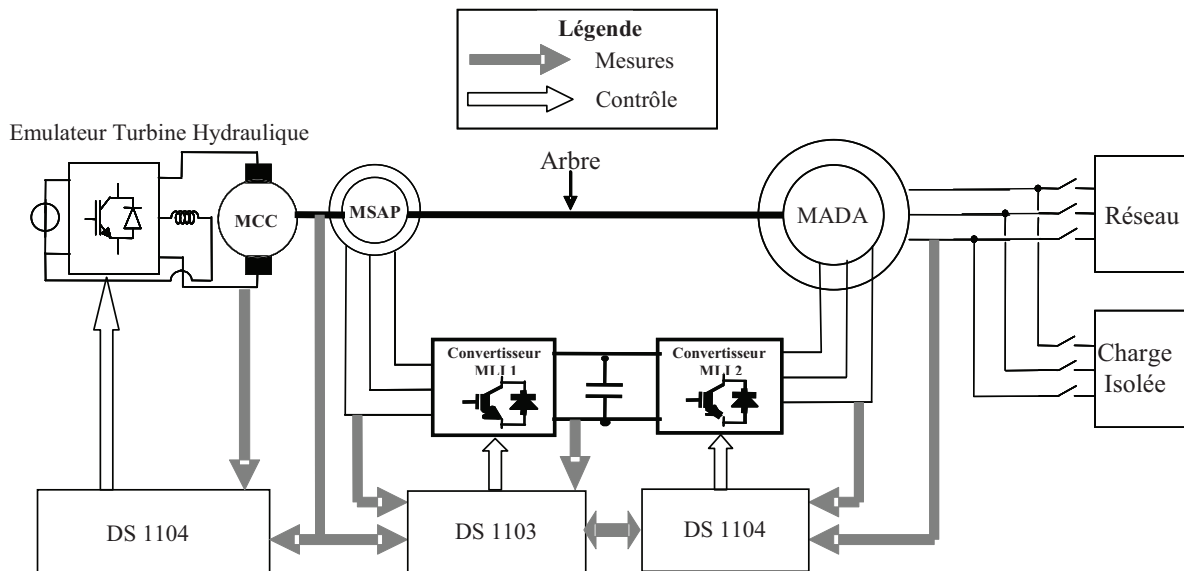 Légende
Mesures
Contrôle
Emulateur Turbine Hydraulique
Arbre
MCC
MSAP
MADA
Réseau
Convertisseur
MLI 1
Convertisseur
MLI 2
Charge
Isolée
DS 1104
DS 1103
DS 1104